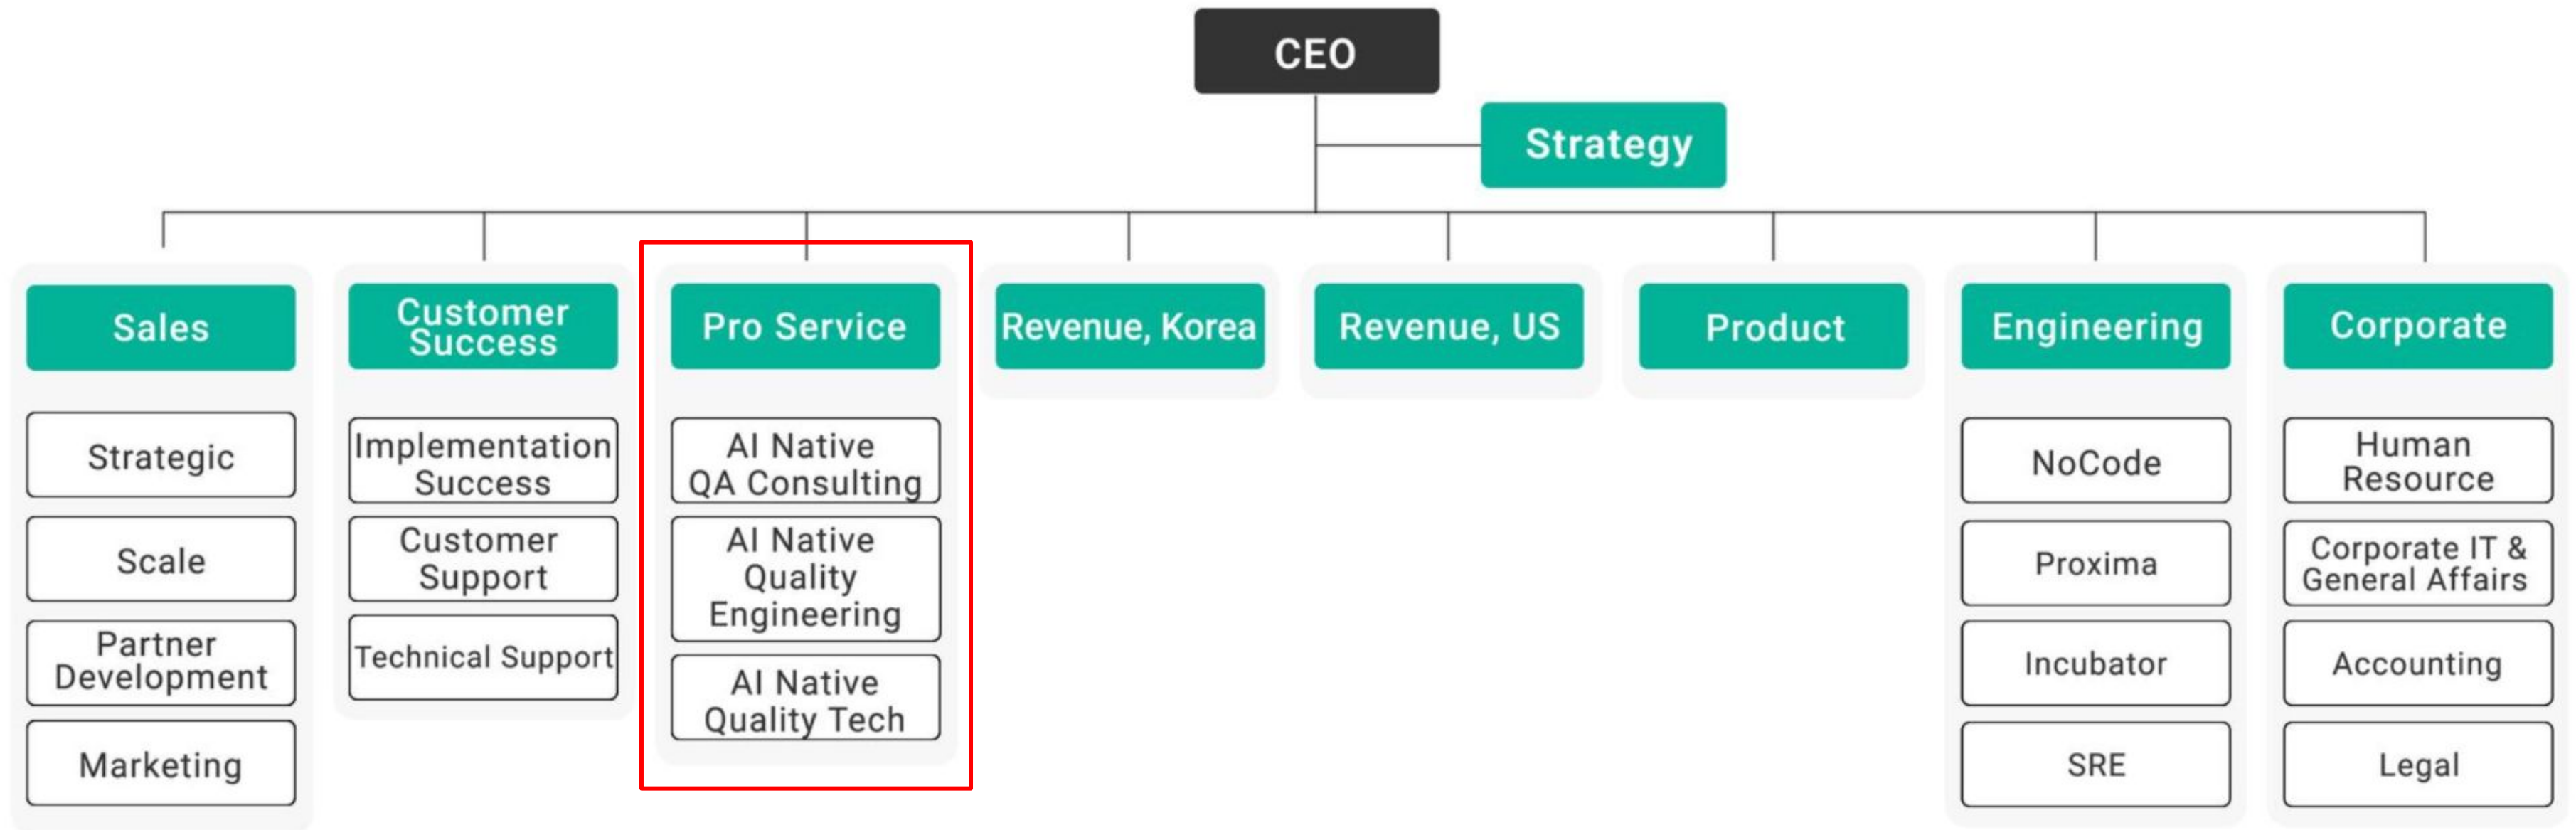 CEO
Strategy
Sales
Strategic
Scale
Partner
Development
Marketing
Customer
Success
Implementation
Success
Customer
Support
Technical Support
Pro Service
AI Native
QA Consulting
AI Native
Quality
Engineering
AI Native
Quality Tech
Revenue, Korea
Revenue, US
Product
Engineering
NoCode
Proxima
Incubator
SRE
Corporate
Human
Resource
Corporate IT &
General Affairs
Accounting
Legal